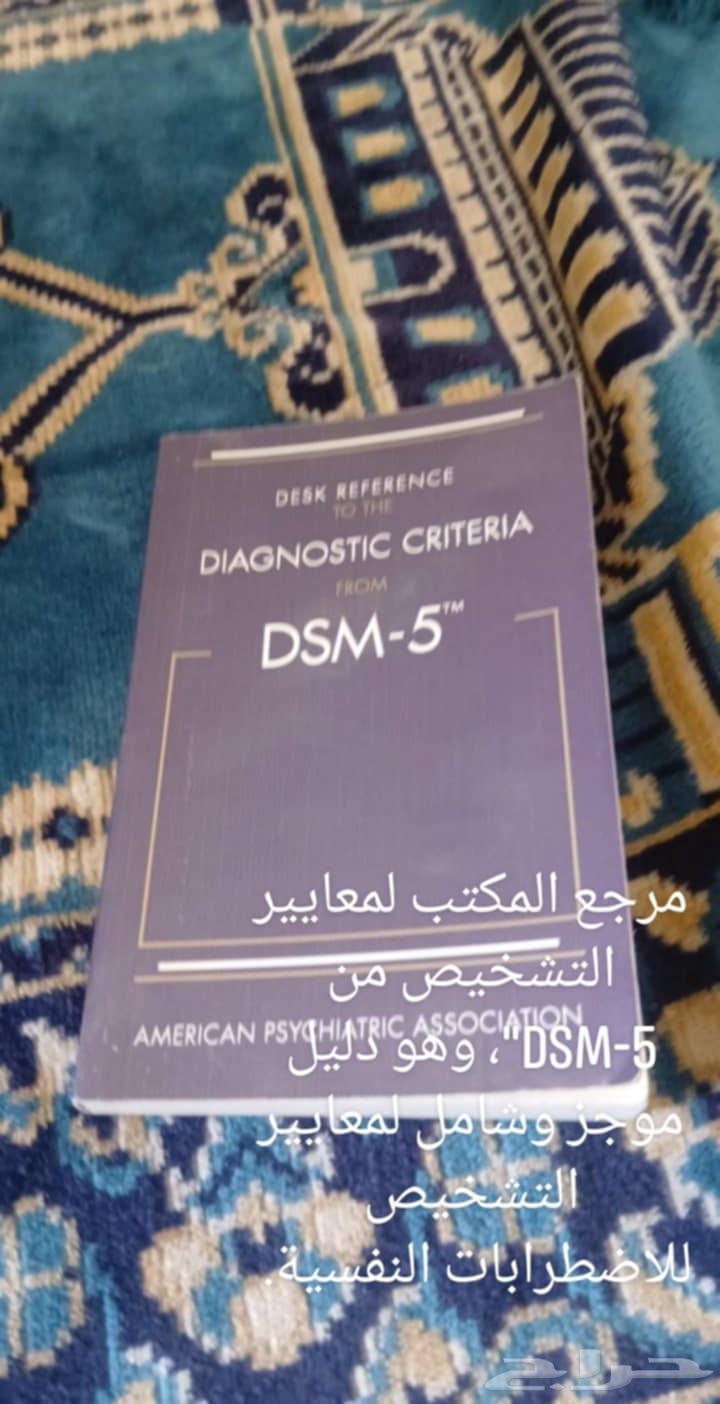 DESK REFERENCE
TO THE
DIAGNOSTIC CRITERIA
FROM
DSM-5™
AMERICAN PSYCHIATRIC ASSOCIATION
مرجع المكتب لمعايير
التشخيص من
DSM-5"، وهو دليل
موجز وشامل لمعايير
التشخيص
للاضطرابات النفسية.
حراج